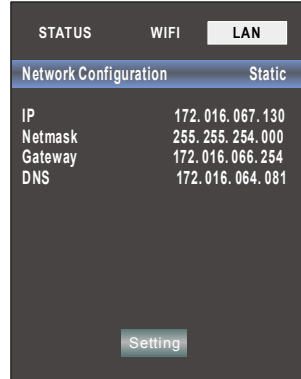 STATUS WIFI LAN
Network Configuration Static
IP 172.016.067.130
Netmask 255.255.254.000
Gateway 172.016.066.254
DNS 172.016.064.081
Setting